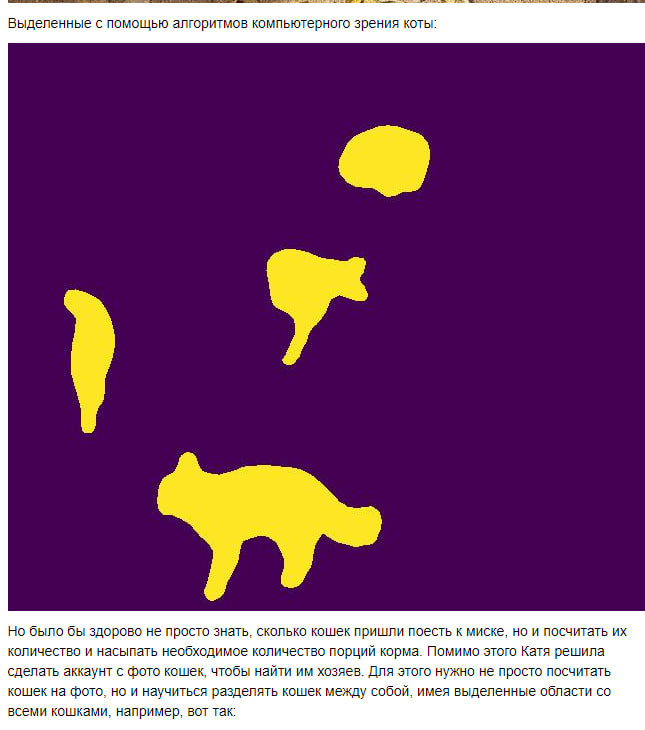 Выделенные с помощью алгоритмов компьютерного зрения коты:
Но было бы здорово не просто знать, сколько кошек пришли поесть к миске, но и посчитать их
количество и насыпать необходимое количество порций корма. Помимо этого Катя решила
сделать аккаунт с фото кошек, чтобы найти им хозяев. Для этого нужно не просто посчитать
кошек на фото, но и научиться разделять кошек между собой, имея выделенные области со
всеми кошками, например, вот так: